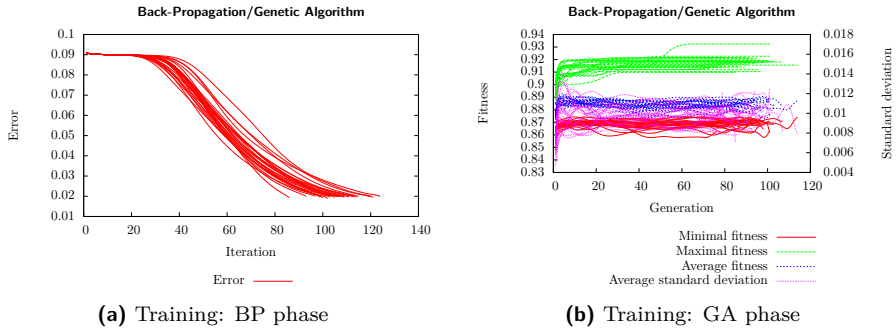 Back-Propagation/Genetic Algorithm
0.1
0.09
0.08
0.07
0.06
0.05
0.04
0.03
0.02
0.01
Error
0 20 40 60 80 100 120 140
Iteration
Error
(a) Training: BP phase
Back-Propagation/Genetic Algorithm
0.94
0.93
0.92
0.91
0.9
0.89
0.88
0.87
0.86
0.85
0.84
0.83
Fitness
0.018
0.016
0.014
0.012
0.01
0.008
0.006
0.004
Standard deviation
0 20 40 60 80 100 120
Generation
Minimal fitness
Maximal fitness
Average fitness
Average standard deviation
(b) Training: GA phase